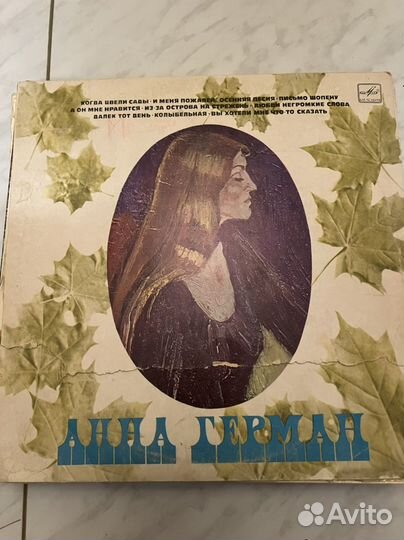 КОГДА ЦВЕЛИ САДЫ · И МЕНЯ ПОЖАЛЕЙ · ОСЕННЯЯ ПЕСНЯ · ПИСЬМО ШОПЕНУ
А ОН МНЕ НРАВИТСЯ · ИЗ-ЗА ОСТРОВА НА СТРЕЖЕНЬ · ЛЮБЛЮ НЕГРОМКИЕ СЛОВА
ДАЛЕК ТОТ ДЕНЬ · КОЛЫБЕЛЬНАЯ · ВЫ ХОТЕЛИ МНЕ ЧТО-ТО СКАЗАТЬ
АННА ГЕРМАН
Avito